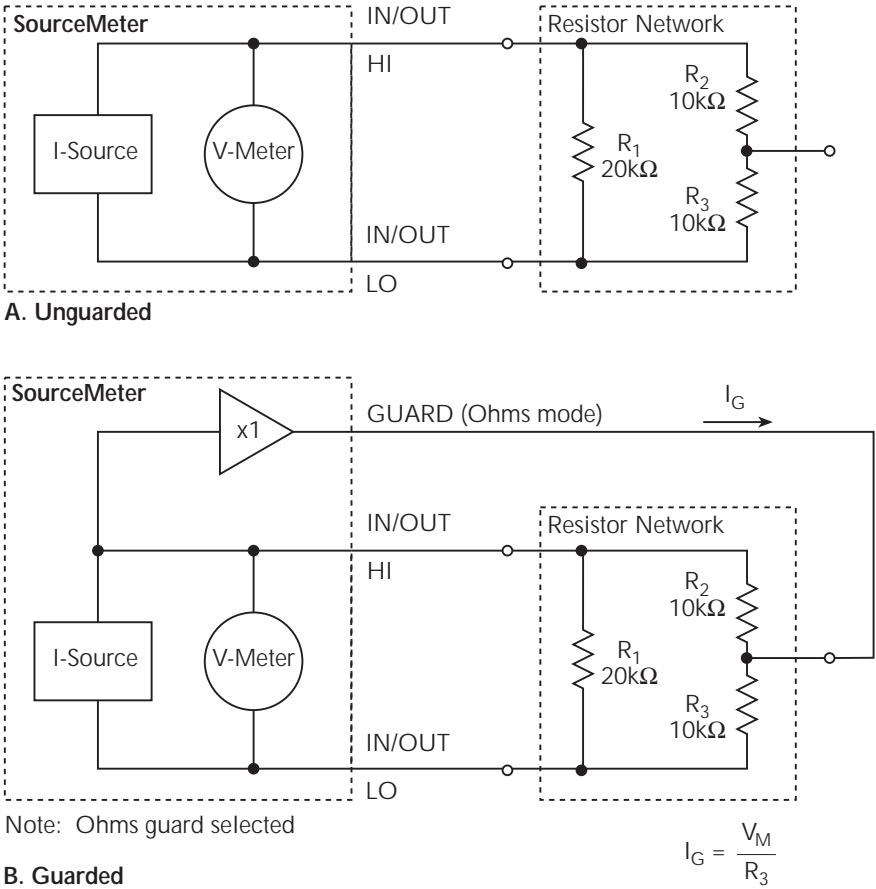 SourceMeter
IN/OUT
HI
Resistor Network
I-Source
V-Meter
R1
20kΩ
R2
10kΩ
R3
10kΩ
IN/OUT
LO
A. Unguarded
SourceMeter
x1
GUARD (Ohms mode)
IG
IN/OUT
HI
Resistor Network
I-Source
V-Meter
R1
20kΩ
R2
10kΩ
R3
10kΩ
IN/OUT
LO
Note: Ohms guard selected
IG = VM
R3
B. Guarded